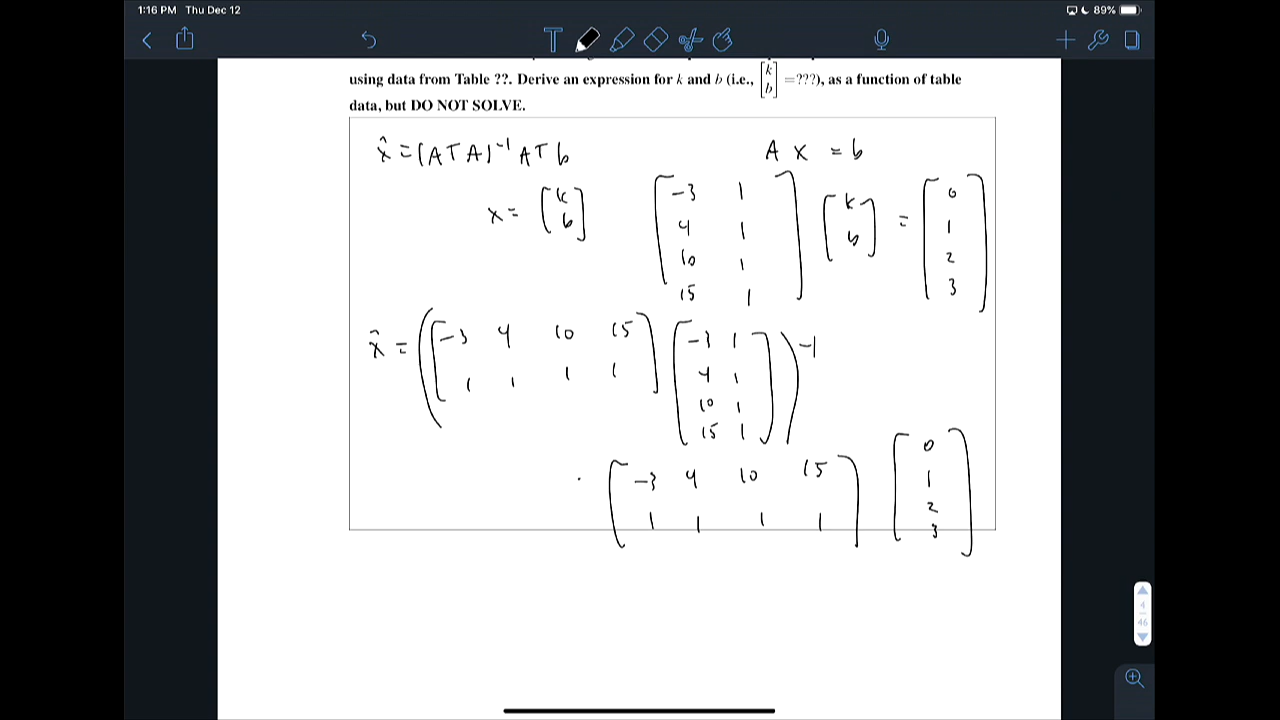 1:16 PM Thu Dec 12 89%
using data from Table ??. Derive an expression for k and b (i.e., [k b] =???), as a function of table
data, but DO NOT SOLVE.
x̂ = (ATA)^-1 AT b A x = b
x = [k b] [-3 1 4 1 10 1 15 1] [k b] = [0 1 2 3]
x̂ = ([-3 4 10 15 1 1 1 1] [-3 1 4 1 10 1 15 1])^-1
· [-3 4 10 15 1 1 1 1] [0 1 2 3]
4
46